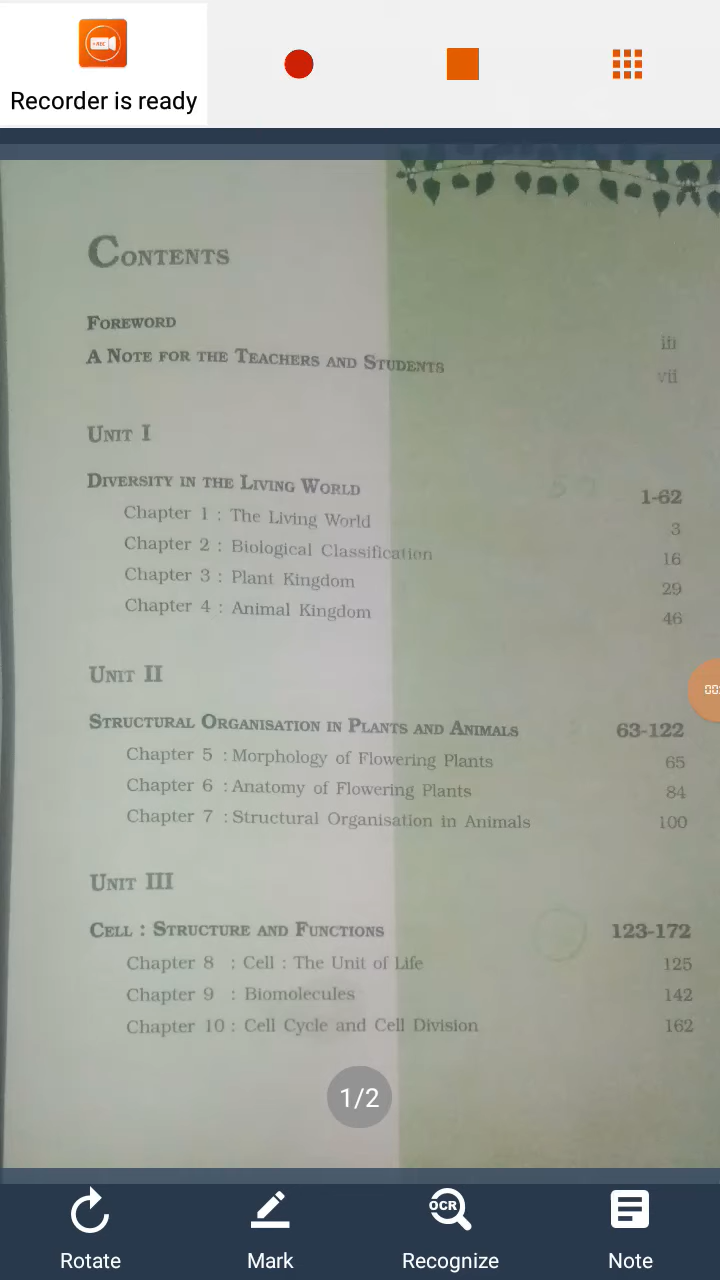 REC
Recorder is ready
CONTENTS
FOREWORD iii
A NOTE FOR THE TEACHERS AND STUDENTS vii
UNIT I
DIVERSITY IN THE LIVING WORLD 1-62
Chapter 1 : The Living World 3
Chapter 2 : Biological Classification 16
Chapter 3 : Plant Kingdom 29
Chapter 4 : Animal Kingdom 46
UNIT II
STRUCTURAL ORGANISATION IN PLANTS AND ANIMALS 63-122
Chapter 5 : Morphology of Flowering Plants 65
Chapter 6 : Anatomy of Flowering Plants 84
Chapter 7 : Structural Organisation in Animals 100
UNIT III
CELL : STRUCTURE AND FUNCTIONS 123-172
Chapter 8 : Cell : The Unit of Life 125
Chapter 9 : Biomolecules 142
Chapter 10 : Cell Cycle and Cell Division 162
1/2
OCR
Rotate Mark Recognize Note